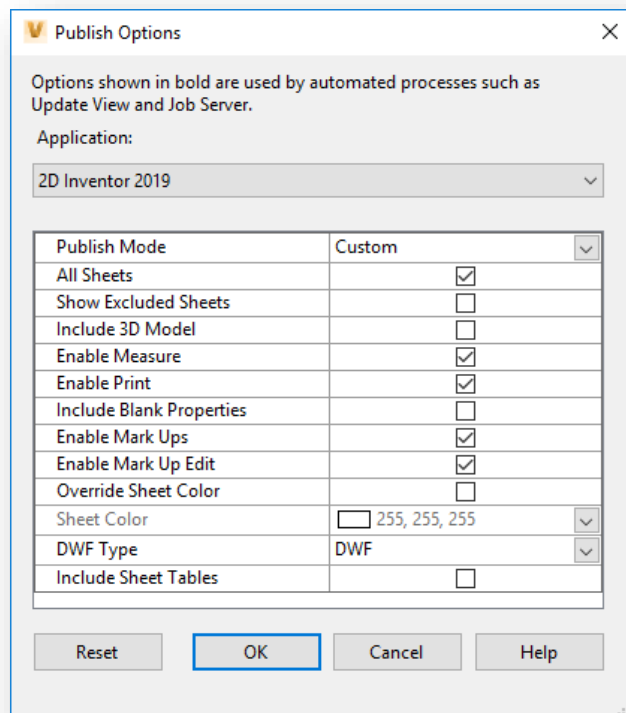 Publish Options
Options shown in bold are used by automated processes such as
Update View and Job Server.
Application:
2D Inventor 2019
Publish Mode Custom
All Sheets
Show Excluded Sheets
Include 3D Model
Enable Measure
Enable Print
Include Blank Properties
Enable Mark Ups
Enable Mark Up Edit
Override Sheet Color
Sheet Color 255, 255, 255
DWF Type DWF
Include Sheet Tables
Reset OK Cancel Help